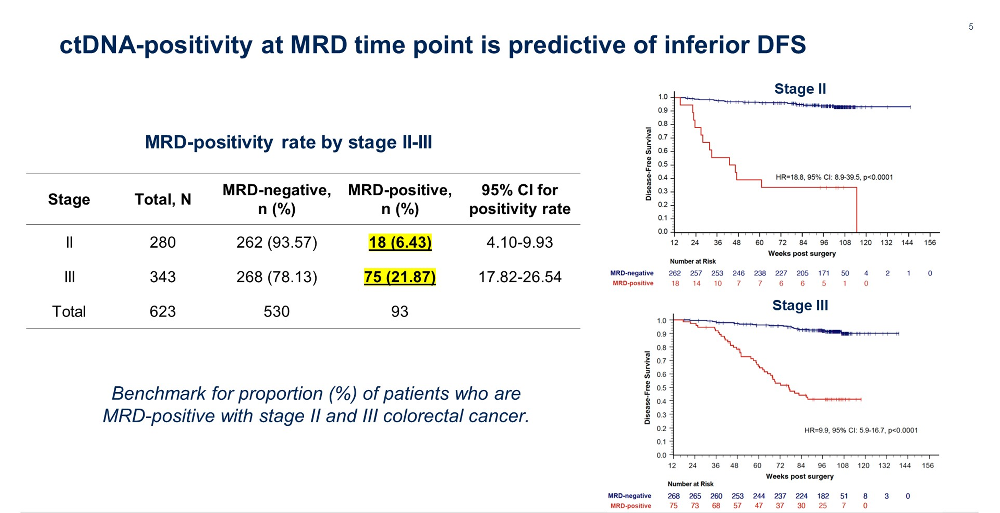 5
ctDNA-positivity at MRD time point is predictive of inferior DFS
MRD-positivity rate by stage II-III
Stage Total, N MRD-negative, n (%) MRD-positive, n (%) 95% CI for positivity rate
II 280 262 (93.57) 18 (6.43) 4.10-9.93
III 343 268 (78.13) 75 (21.87) 17.82-26.54
Total 623 530 93
Benchmark for proportion (%) of patients who are
MRD-positive with stage II and III colorectal cancer.
Stage II
Disease-Free Survival
1.0
0.9
0.8
0.7
0.6
0.5
0.4
0.3
0.2
0.1
0.0
HR=18.8, 95% CI: 8.9-39.5, p<0.0001
12 24 36 48 60 72 84 96 108 120 132 144 156
Weeks post surgery
Number at Risk
MRD-negative 262 257 253 246 238 227 205 171 50 4 2 1 0
MRD-positive 18 14 10 7 7 6 6 5 1 0
Stage III
Disease-Free Survival
1.0
0.9
0.8
0.7
0.6
0.5
0.4
0.3
0.2
0.1
0.0
HR=9.9, 95% CI: 5.9-16.7, p<0.0001
12 24 36 48 60 72 84 96 108 120 132 144 156
Weeks post surgery
Number at Risk
MRD-negative 268 265 260 253 244 237 224 182 51 8 3 0
MRD-positive 75 73 68 57 47 37 30 25 7 0